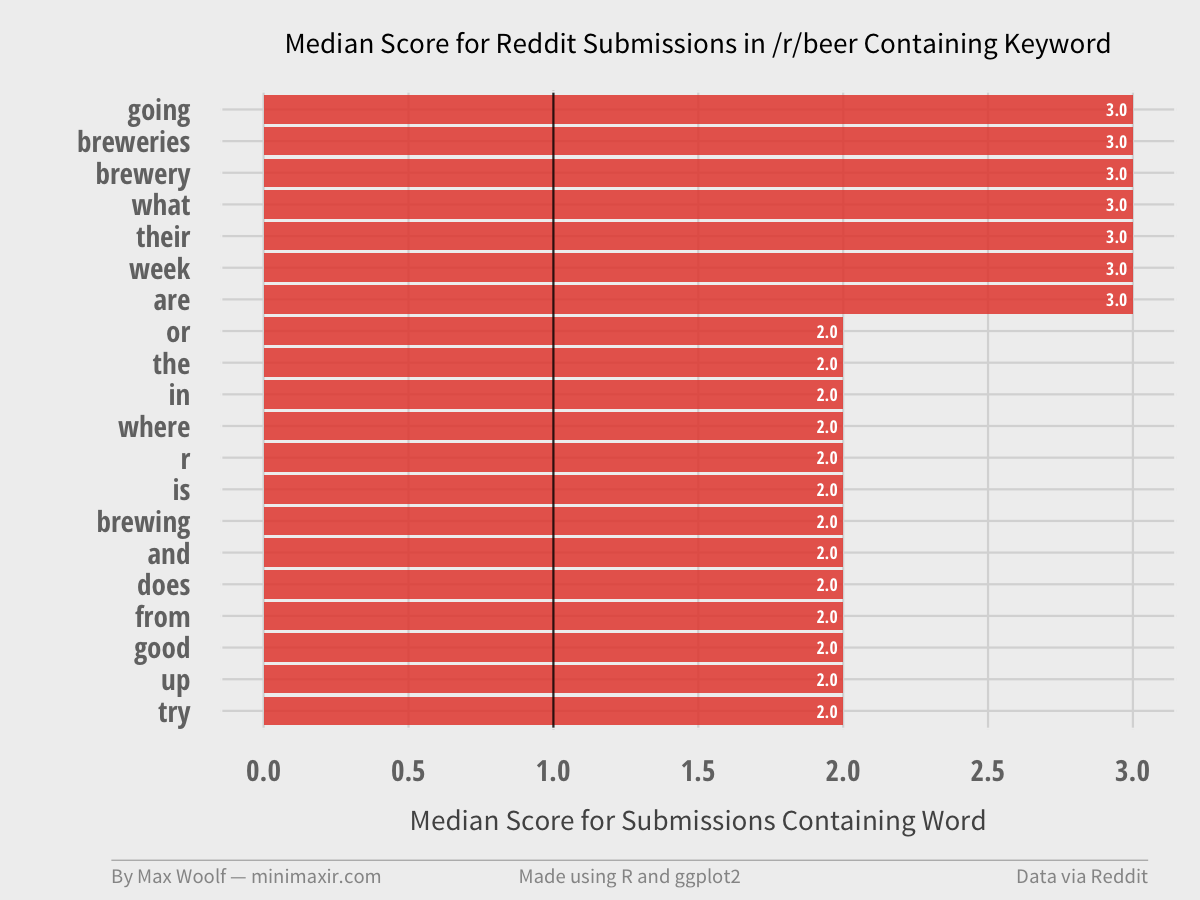 Median Score for Reddit Submissions in /r/beer Containing Keyword
going 3.0
breweries 3.0
brewery 3.0
what 3.0
their 3.0
week 3.0
are 3.0
or 2.0
the 2.0
in 2.0
where 2.0
r 2.0
is 2.0
brewing 2.0
and 2.0
does 2.0
from 2.0
good 2.0
up 2.0
try 2.0
0.0 0.5 1.0 1.5 2.0 2.5 3.0
Median Score for Submissions Containing Word
By Max Woolf — minimaxir.com Made using R and ggplot2 Data via Reddit